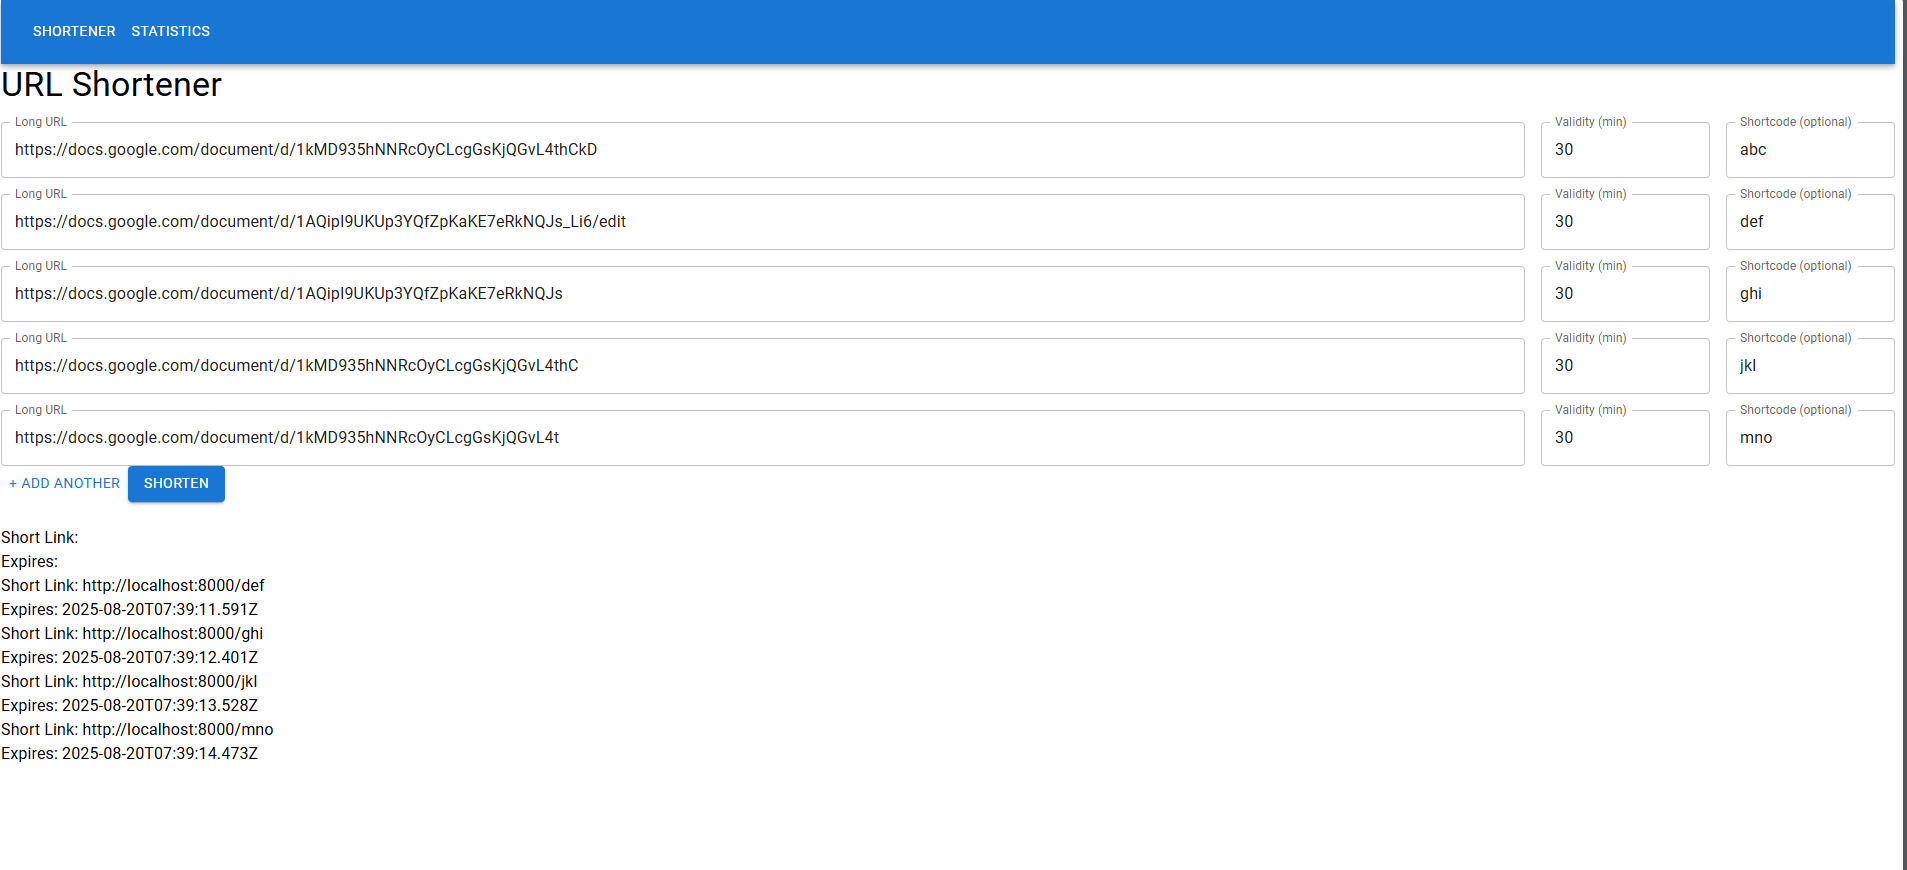 SHORTENER STATISTICS
URL Shortener
Long URL Validity (min) Shortcode (optional)
https://docs.google.com/document/d/1kMD935hNNRcOyCLcgGsKjQGvL4thCkD 30 abc
Long URL Validity (min) Shortcode (optional)
https://docs.google.com/document/d/1AQipI9UKUp3YQfZpKaKE7eRkNQJs_Li6/edit 30 def
Long URL Validity (min) Shortcode (optional)
https://docs.google.com/document/d/1AQipI9UKUp3YQfZpKaKE7eRkNQJs 30 ghi
Long URL Validity (min) Shortcode (optional)
https://docs.google.com/document/d/1kMD935hNNRcOyCLcgGsKjQGvL4thC 30 jkl
Long URL Validity (min) Shortcode (optional)
https://docs.google.com/document/d/1kMD935hNNRcOyCLcgGsKjQGvL4t 30 mno
+ ADD ANOTHER SHORTEN
Short Link:
Expires:
Short Link: http://localhost:8000/def
Expires: 2025-08-20T07:39:11.591Z
Short Link: http://localhost:8000/ghi
Expires: 2025-08-20T07:39:12.401Z
Short Link: http://localhost:8000/jkl
Expires: 2025-08-20T07:39:13.528Z
Short Link: http://localhost:8000/mno
Expires: 2025-08-20T07:39:14.473Z